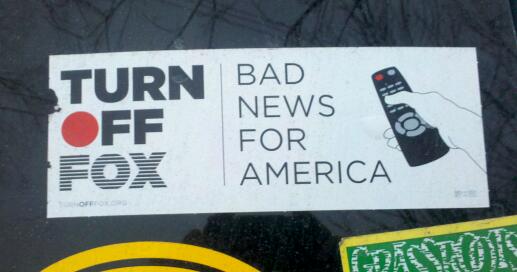 TURN
OFF
FOX
TURNOFFFOX.ORG
BAD
NEWS
FOR
AMERICA